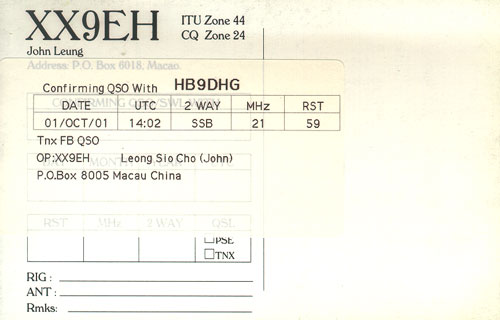 XX9EH
ITU Zone 44
CQ Zone 24
John Leung
Address: P.O. Box 6018, Macao.
Confirming QSO With HB9DHG
DATE UTC 2 WAY MHz RST
01/OCT/01 14:02 SSB 21 59
Tnx FB QSO
OP:XX9EH Leong Sio Cho (John)
P.O.Box 8005 Macau China
RST MHz 2 WAY QSL
PSE
TNX
RIG :
ANT :
Rmks: